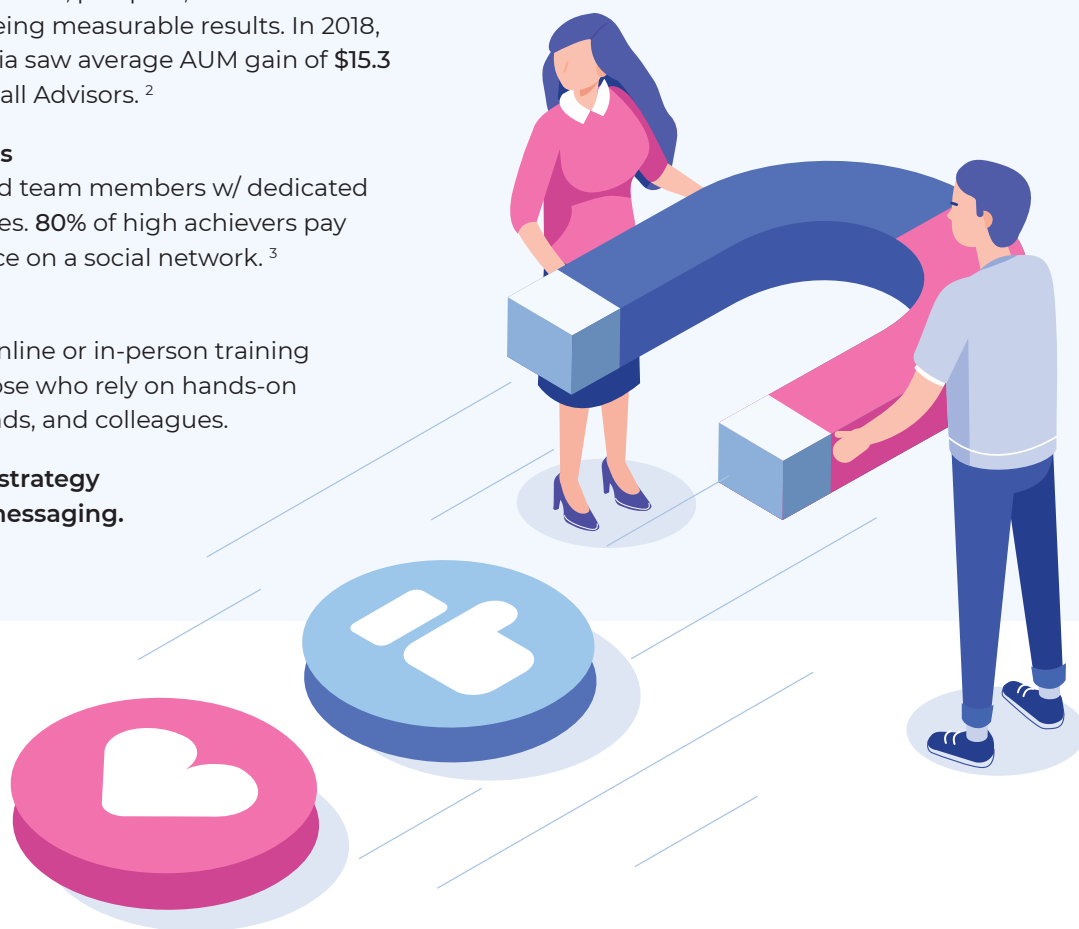 eing measurable results. In 2018,
ia saw average AUM gain of $15.3
all Advisors. 2
s
d team members w/ dedicated
es. 80% of high achievers pay
ce on a social network. 3
nline or in-person training
ose who rely on hands-on
nds, and colleagues.
strategy
nessaging.